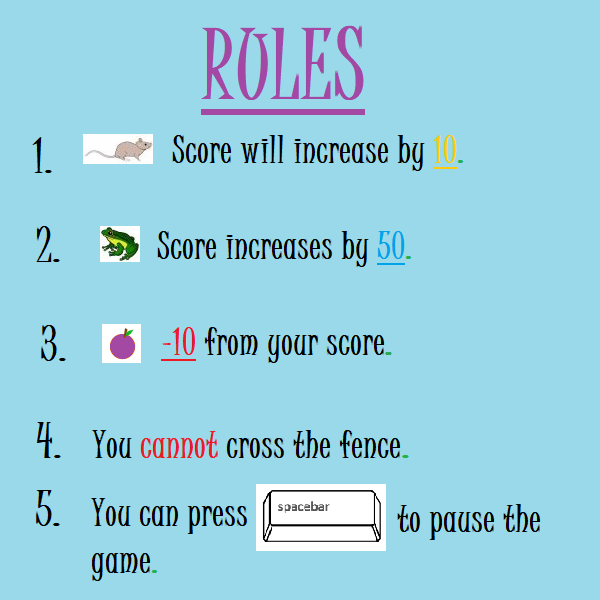 RULES
1. Score will increase by 10.
2. Score increases by 50.
3. -10 from your score.
4. You cannot cross the fence.
5. You can press spacebar to pause the
game.